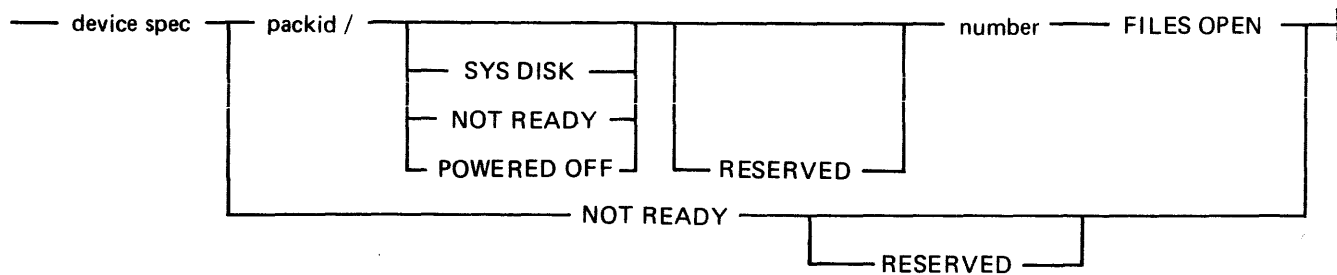 device spec packid / number FILES OPEN
SYS DISK
NOT READY
POWERED OFF RESERVED
NOT READY
RESERVED